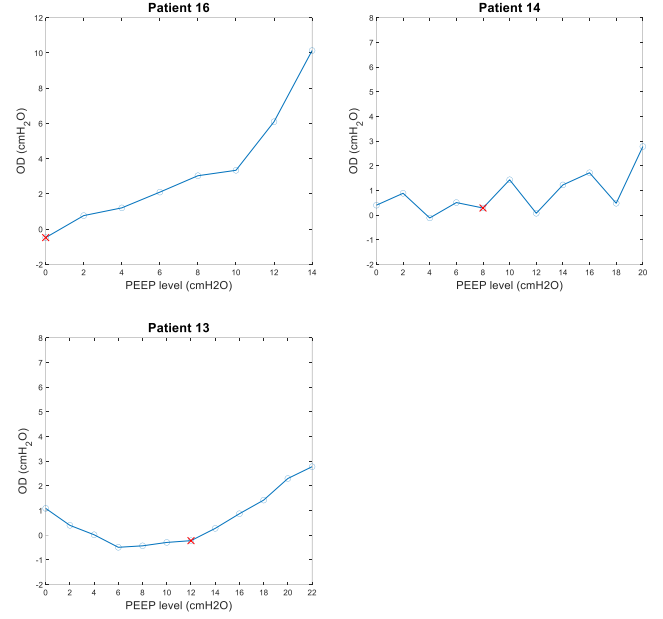 Patient 16
12
10
8
6
4
2
0
-2
OD (cmH2O)
0 2 4 6 8 10 12 14
PEEP level (cmH2O)
Patient 14
8
7
6
5
4
3
2
1
0
-1
-2
OD (cmH2O)
0 2 4 6 8 10 12 14 16 18 20
PEEP level (cmH2O)
Patient 13
8
7
6
5
4
3
2
1
0
-1
-2
OD (cmH2O)
0 2 4 6 8 10 12 14 16 18 20 22
PEEP level (cmH2O)